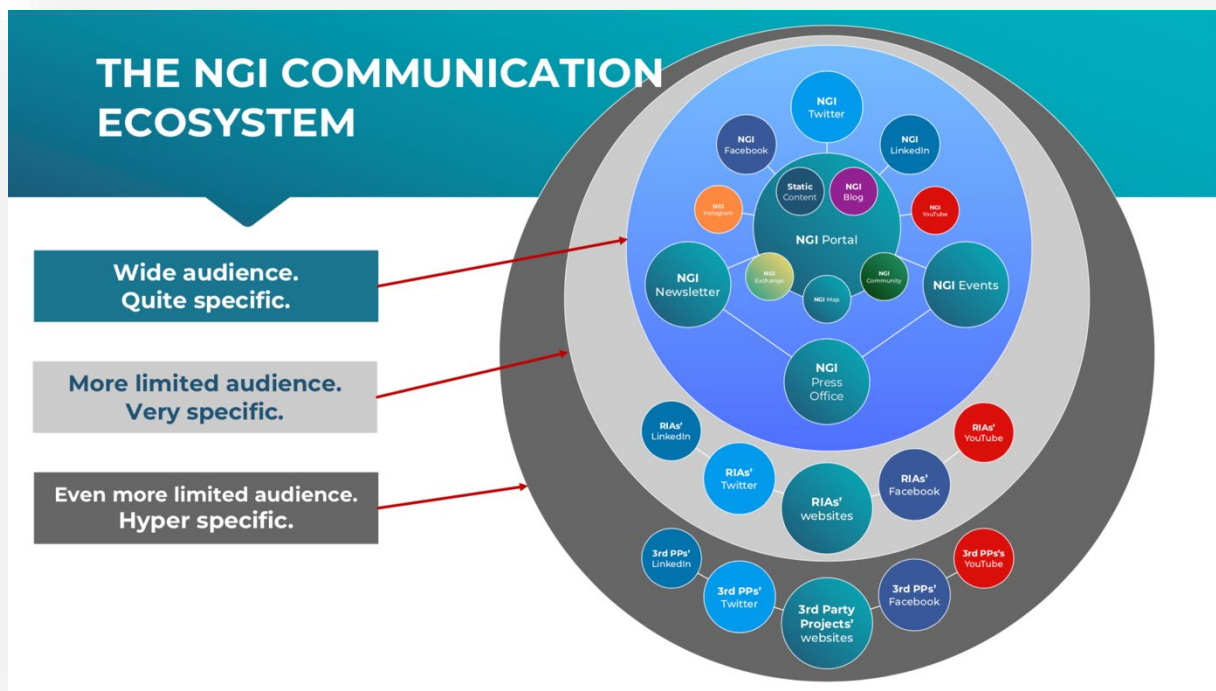 THE NGI COMMUNICATION
ECOSYSTEM
Wide audience.
Quite specific.
More limited audience.
Very specific.
Even more limited audience.
Hyper specific.
NGI
Twitter
NGI
Facebook
NGI
LinkedIn
Static
Content
NGI
Blog
NGI
Instagram
NGI
YouTube
NGI Portal
NGI
Newsletter
NGI
Exchange
NGI Map
NGI
Community
NGI Events
NGI
Press
Office
RIAs'
LinkedIn
RIAs'
Twitter
RIAs'
websites
RIAs'
Facebook
RIAs'
YouTube
3rd PPs'
LinkedIn
3rd PPs'
Twitter
3rd Party
Projects'
websites
3rd PPs'
Facebook
3rd PPs's
YouTube